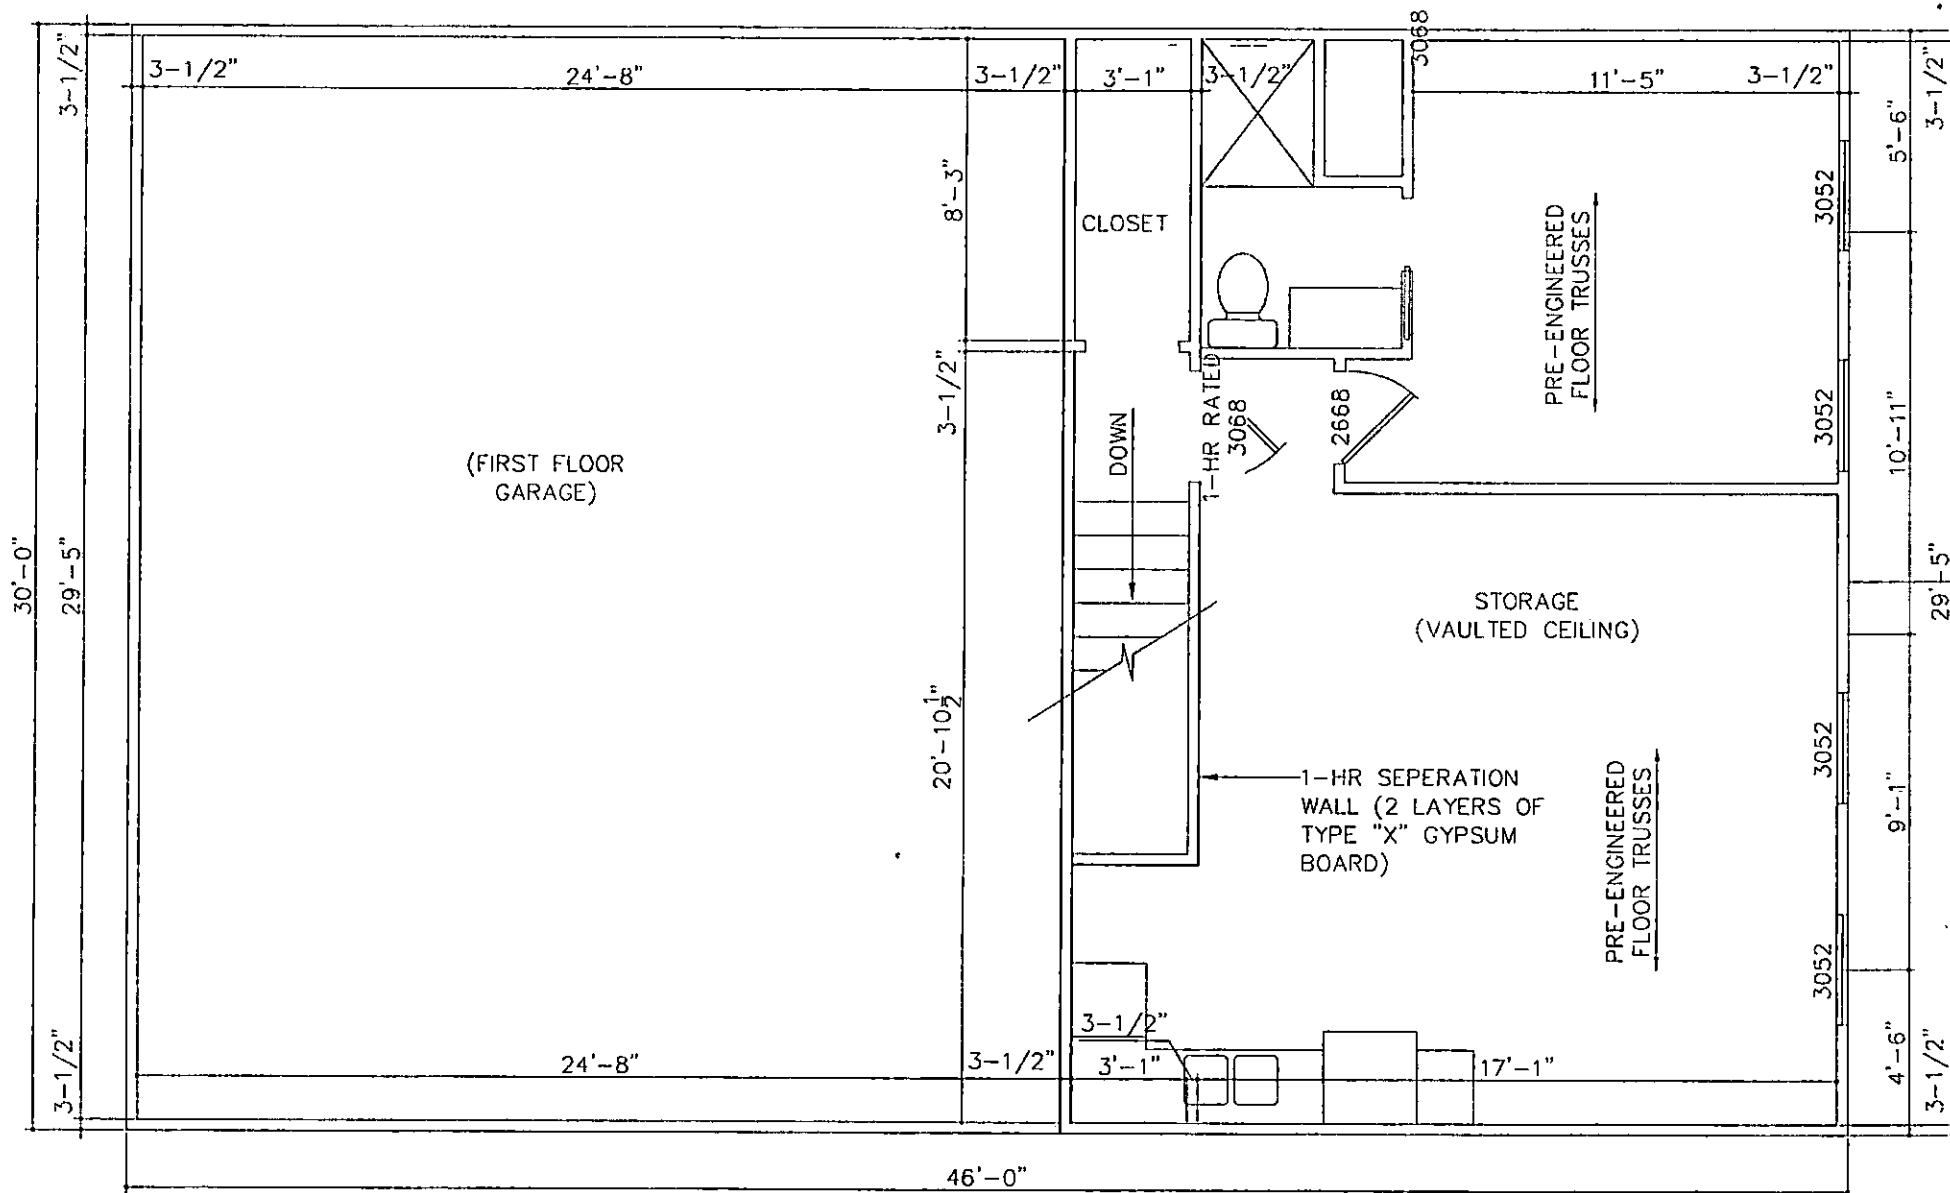 3068
3-1/2"
3-1/2"
24'-8"
3-1/2"
3'-1"
3-1/2"
11'-5"
3-1/2"
3-1/2"
5'-6"
8'-3"
CLOSET
3052
PRE-ENGINEERED
FLOOR TRUSSES
3-1/2"
1-HR RATED
3068
2668
3052
10'-11"
DOWN
(FIRST FLOOR
GARAGE)
30'-0"
29'-5"
29'-5"
STORAGE
(VAULTED CEILING)
20'-10 1/2"
1-HR SEPERATION
WALL (2 LAYERS OF
TYPE "X" GYPSUM
BOARD)
3052
9'-1"
PRE-ENGINEERED
FLOOR TRUSSES
3052
3-1/2"
3-1/2"
24'-8"
3-1/2"
3'-1"
17'-1"
4'-6"
3-1/2"
46'-0"